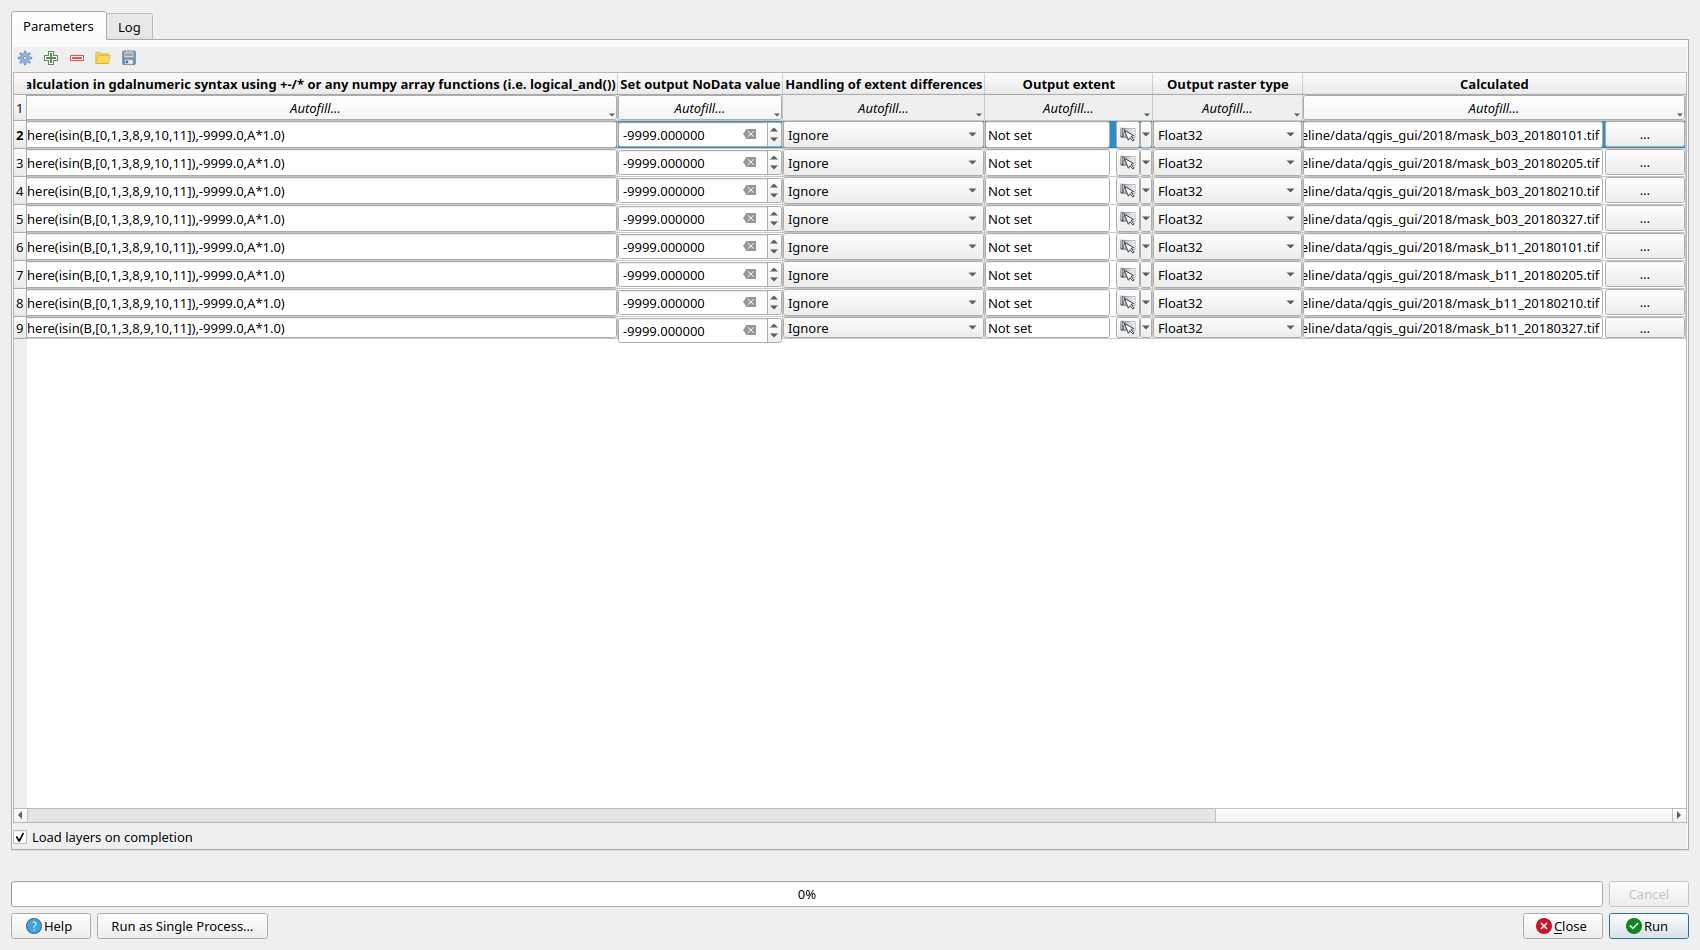 Parameters Log
alculation in gdalnumeric syntax using +-/* or any numpy array functions (i.e. logical_and()) Set output NoData value Handling of extent differences Output extent Output raster type Calculated
1 Autofill... Autofill... Autofill... Autofill... Autofill... Autofill...
2 here(isin(B,[0,1,3,8,9,10,11]),-9999.0,A*1.0) -9999.000000 Ignore Not set Float32 eline/data/qgis_gui/2018/mask_b03_20180101.tif ...
3 here(isin(B,[0,1,3,8,9,10,11]),-9999.0,A*1.0) -9999.000000 Ignore Not set Float32 eline/data/qgis_gui/2018/mask_b03_20180205.tif ...
4 here(isin(B,[0,1,3,8,9,10,11]),-9999.0,A*1.0) -9999.000000 Ignore Not set Float32 eline/data/qgis_gui/2018/mask_b03_20180210.tif ...
5 here(isin(B,[0,1,3,8,9,10,11]),-9999.0,A*1.0) -9999.000000 Ignore Not set Float32 eline/data/qgis_gui/2018/mask_b03_20180327.tif ...
6 here(isin(B,[0,1,3,8,9,10,11]),-9999.0,A*1.0) -9999.000000 Ignore Not set Float32 eline/data/qgis_gui/2018/mask_b11_20180101.tif ...
7 here(isin(B,[0,1,3,8,9,10,11]),-9999.0,A*1.0) -9999.000000 Ignore Not set Float32 eline/data/qgis_gui/2018/mask_b11_20180205.tif ...
8 here(isin(B,[0,1,3,8,9,10,11]),-9999.0,A*1.0) -9999.000000 Ignore Not set Float32 eline/data/qgis_gui/2018/mask_b11_20180210.tif ...
9 here(isin(B,[0,1,3,8,9,10,11]),-9999.0,A*1.0) -9999.000000 Ignore Not set Float32 eline/data/qgis_gui/2018/mask_b11_20180327.tif ...
Load layers on completion
0% Cancel
Help Run as Single Process... Close Run